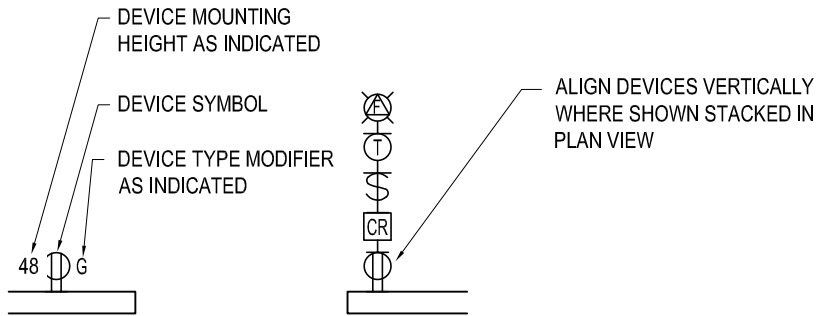 DEVICE MOUNTING
HEIGHT AS INDICATED
DEVICE SYMBOL
DEVICE TYPE MODIFIER
AS INDICATED
48
G
F
T
S
CR
ALIGN DEVICES VERTICALLY
WHERE SHOWN STACKED IN
PLAN VIEW